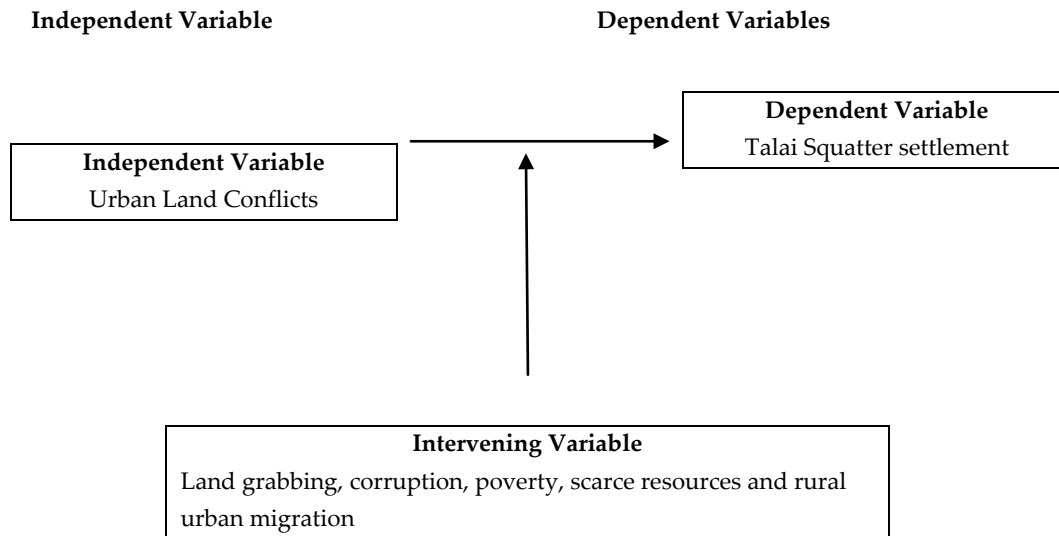 Independent Variable
Dependent Variables
Dependent Variable
Talai Squatter settlement
Independent Variable
Urban Land Conflicts
Intervening Variable
Land grabbing, corruption, poverty, scarce resources and rural
urban migration